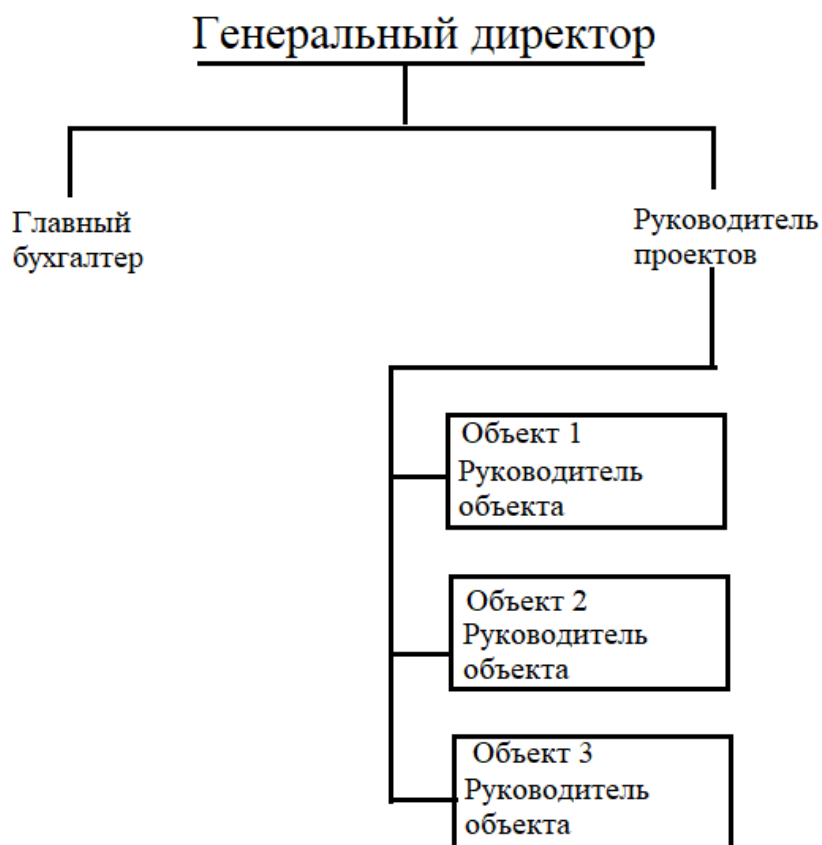 Генеральный директор
Главный
бухгалтер
Руководитель
проектов
Объект 1
Руководитель
объекта
Объект 2
Руководитель
объекта
Объект 3
Руководитель
объекта